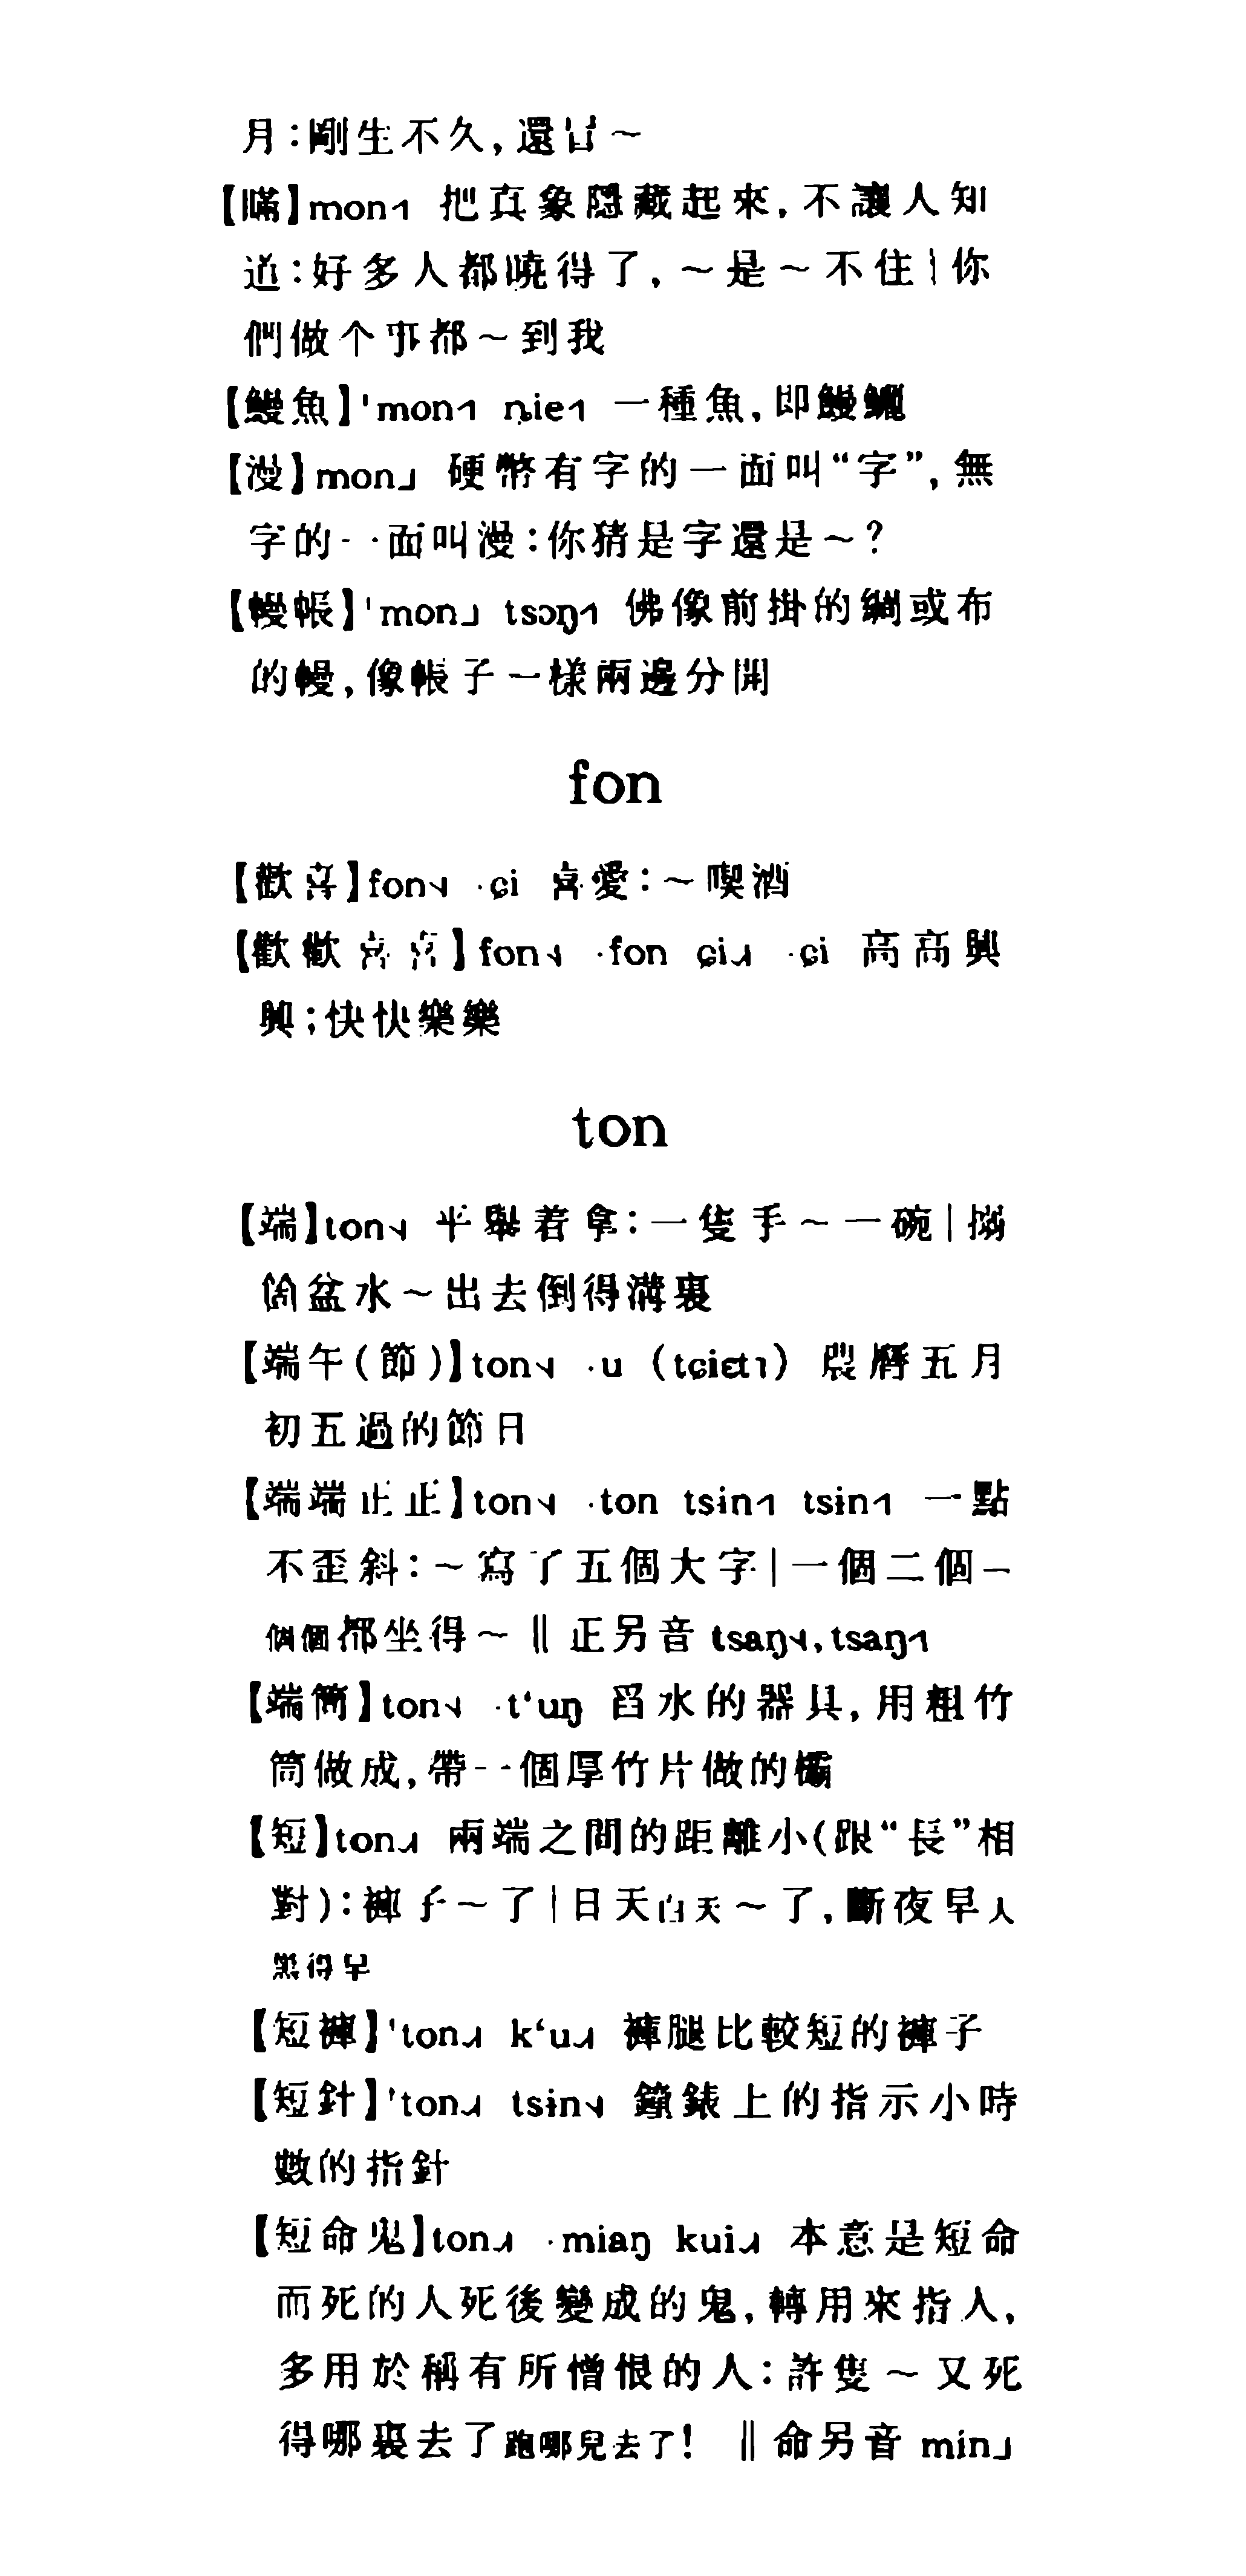 月：剛生不久，還冇～
【瞞】mon˧˥ 把真象隱藏起來，不讓人知
道：好多人都曉得了，～是～不住｜你
們做个事都～到我
【鰻魚】'mon˧˥ ȵie˧˥ 一種魚，即鰻鱺
【漫】mon˩ 硬幣有字的一面叫“字”，無
字的一面叫漫：你猜是字還是～？
【幔帳】'mon˩ tsɔŋ˧˥ 佛像前掛的綢或布
的幔，像帳子一樣兩邊分開
fon
【歡喜】fon˧˩ ·ɕi 喜愛：～喫酒
【歡歡喜喜】fon˧˩ ·fon ɕi˨˩˧ ·ɕi 高高興
興；快快樂樂
ton
【端】ton˧˩ 平舉着拿：一隻手～一碗｜搦
盆水～出去倒得溝裏
【端午（節）】ton˧˩ ·u （tɕiɛt˥） 農曆五月
初五過的節日
【端端正正】ton˧˩ ·ton tsin˧˥ tsin˧˥ 一點
不歪斜：～寫了五個大字｜一個二個一
個個都坐得～‖正另音 tsaŋ˧˩，tsaŋ˧˥
【端筒】ton˧˩ ·t‘uŋ 舀水的器具，用粗竹
筒做成，帶一個厚竹片做的欛
【短】ton˨˩˧ 兩端之間的距離小（跟“長”相
對）：褲子～了｜日天白天～了，斷夜早天
黑得早
【短褲】'ton˨˩˧ k‘u˨˩˧ 褲腿比較短的褲子
【短針】'ton˨˩˧ tsɨn˧˩ 鐘錶上的指示小時
數的指針
【短命鬼】ton˨˩˧ ·miaŋ kui˨˩˧ 本意是短命
而死的人死後變成的鬼，轉用來指人，
多用於稱有所憎恨的人：許隻～又死
得哪裏去了跑哪兒去了！ ‖命另音 min˩